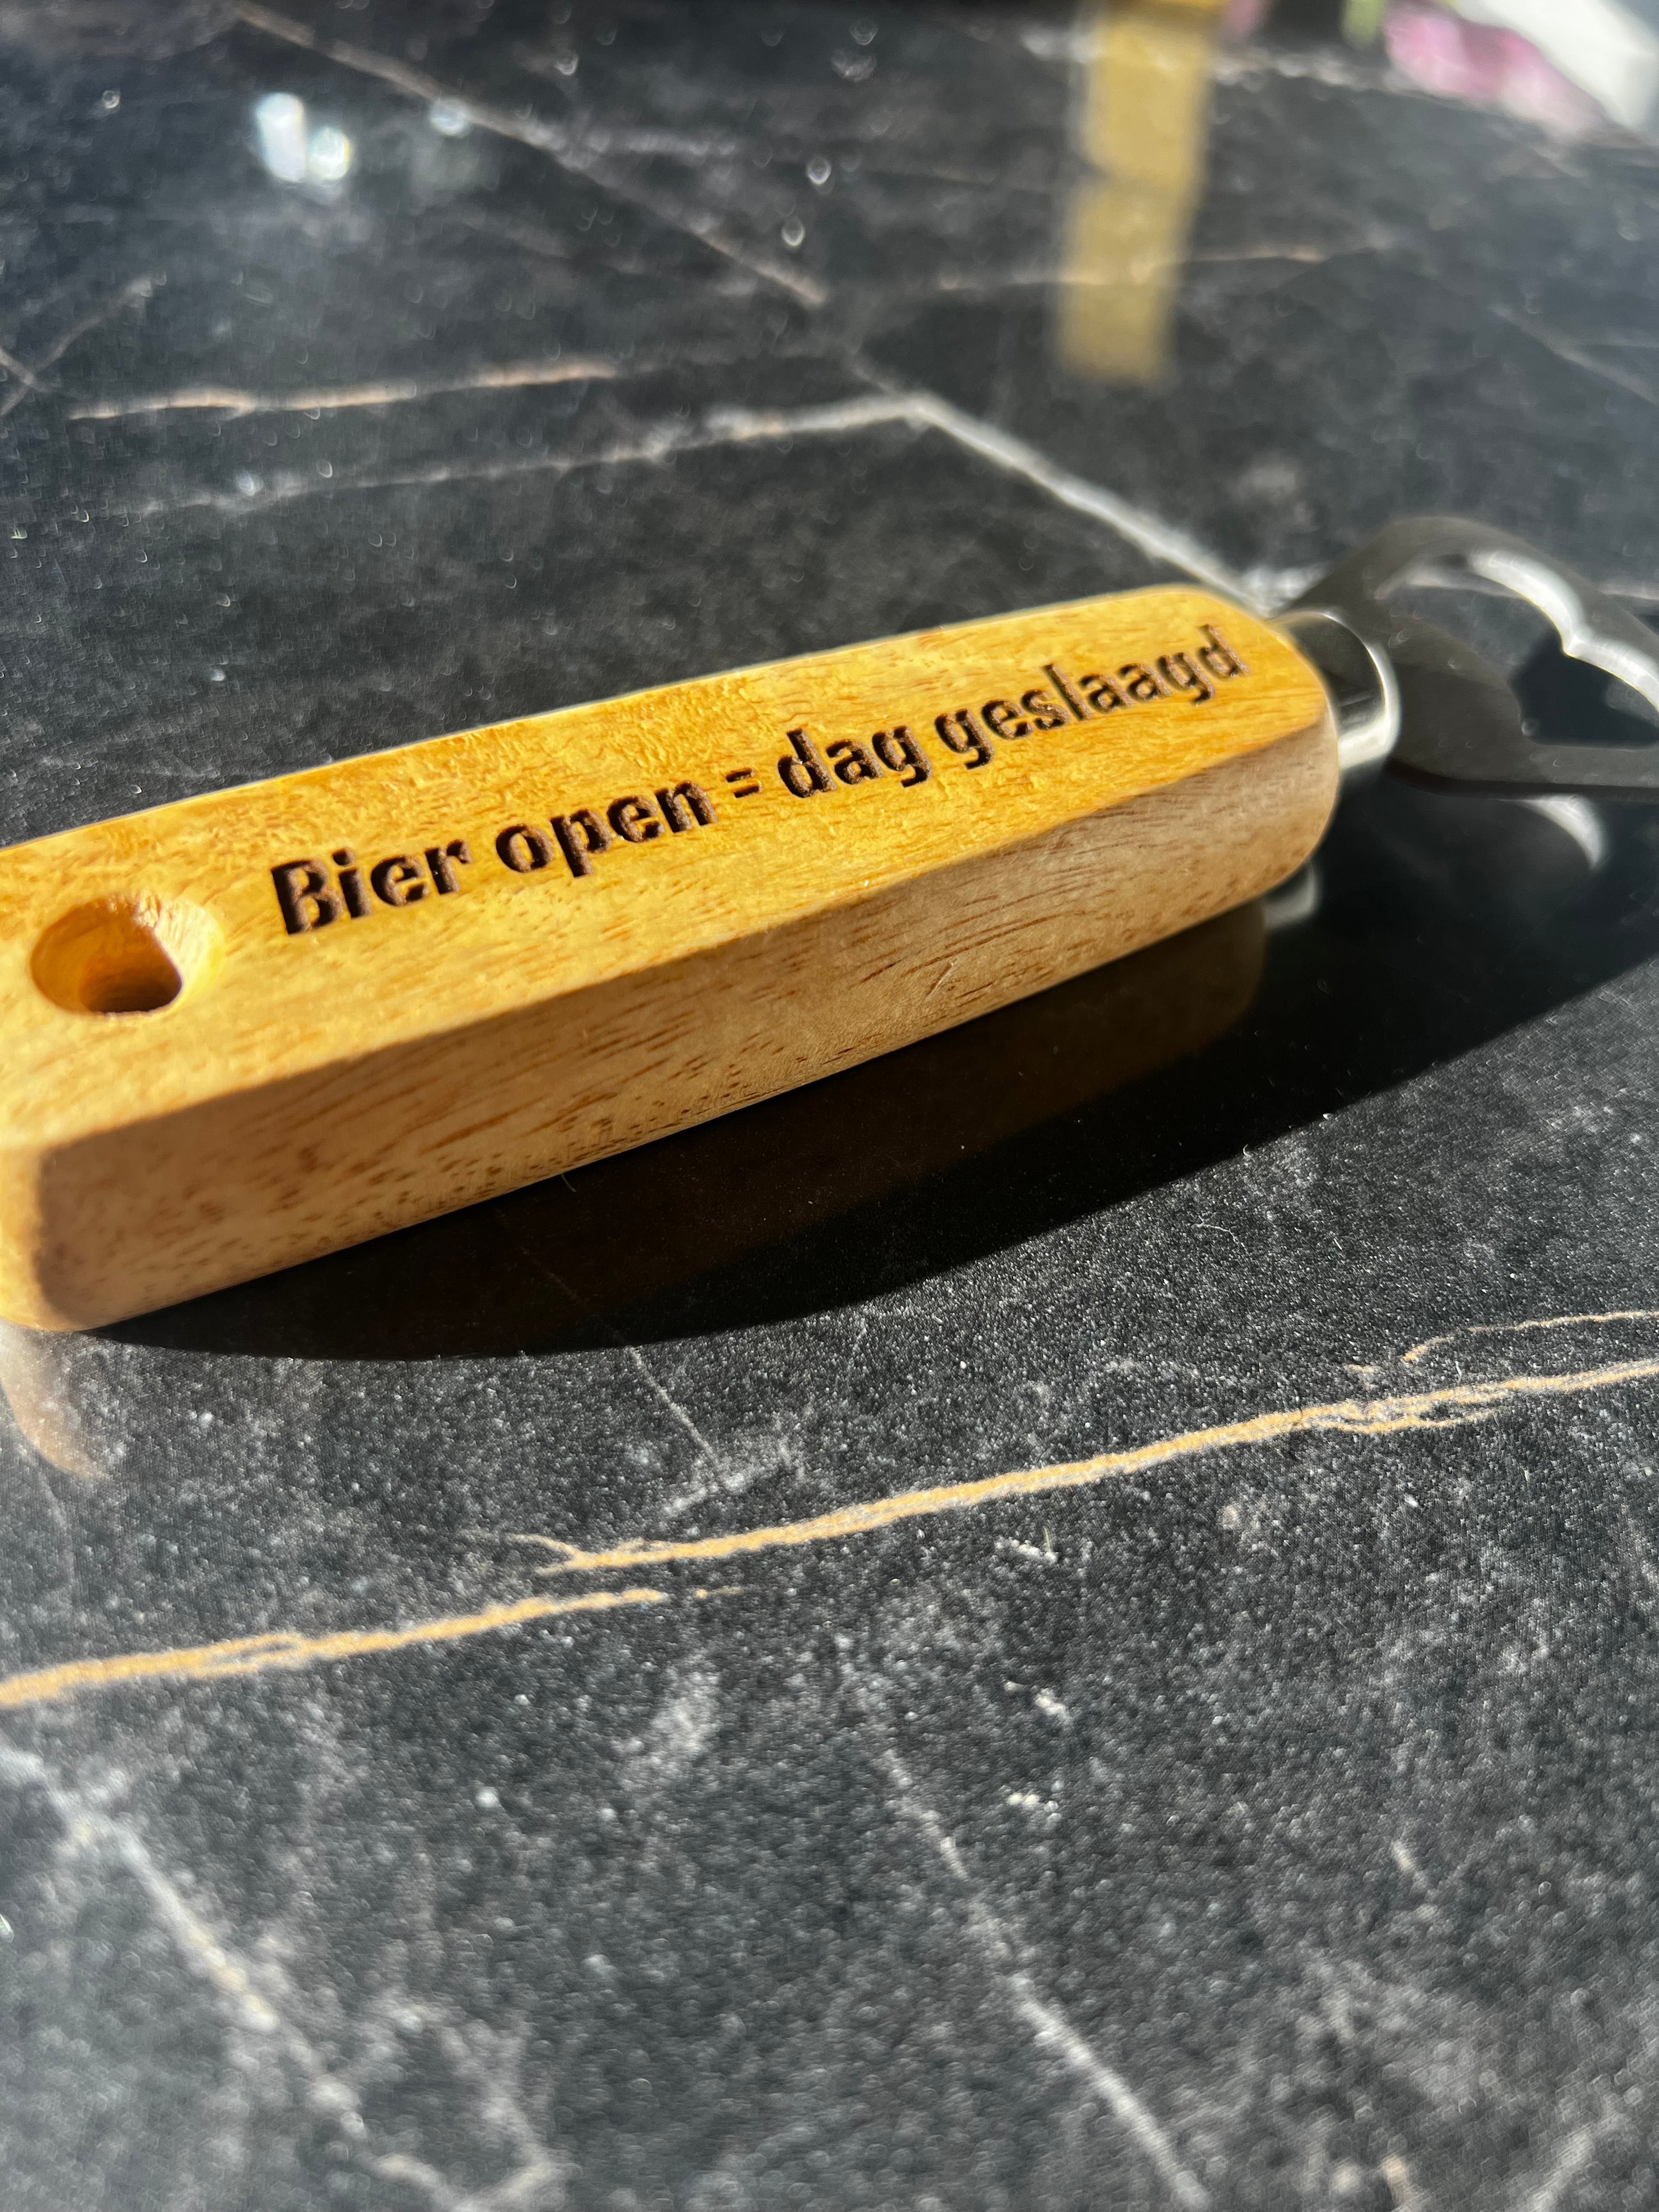 Bier open = dag geslaagd